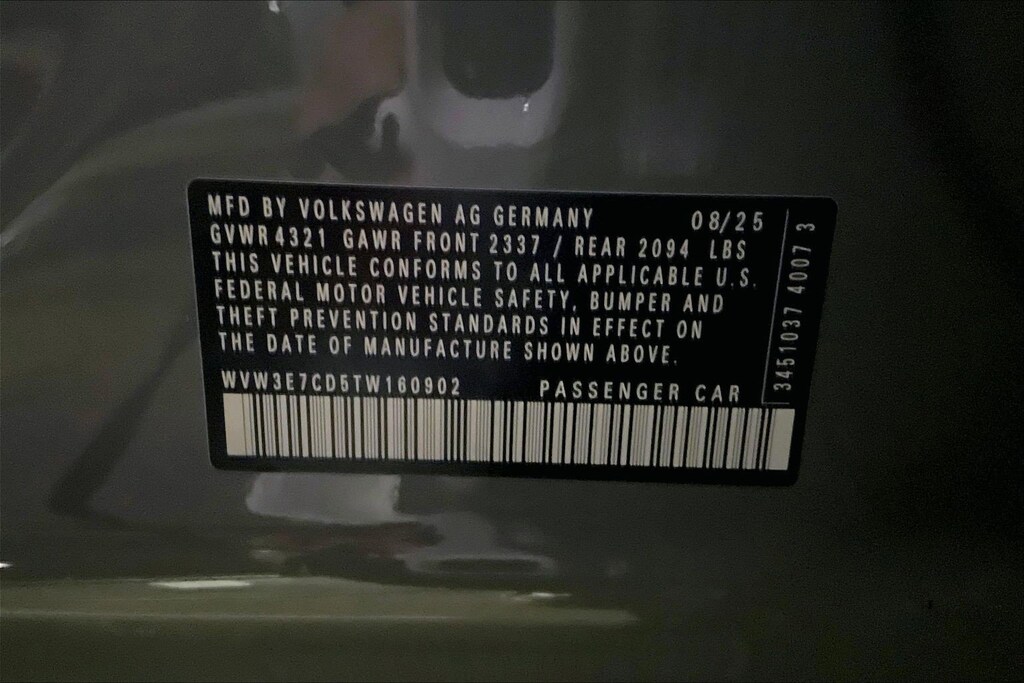 MFD BY VOLKSWAGEN AG GERMANY 08/25
GVWR 4321 GAWR FRONT 2337 / REAR 2094 LBS
THIS VEHICLE CONFORMS TO ALL APPLICABLE U.S.
FEDERAL MOTOR VEHICLE SAFETY, BUMPER AND
THEFT PREVENTION STANDARDS IN EFFECT ON
THE DATE OF MANUFACTURE SHOWN ABOVE.
WVW3E7CD5TW160902 PASSENGER CAR
3451037 4007 3